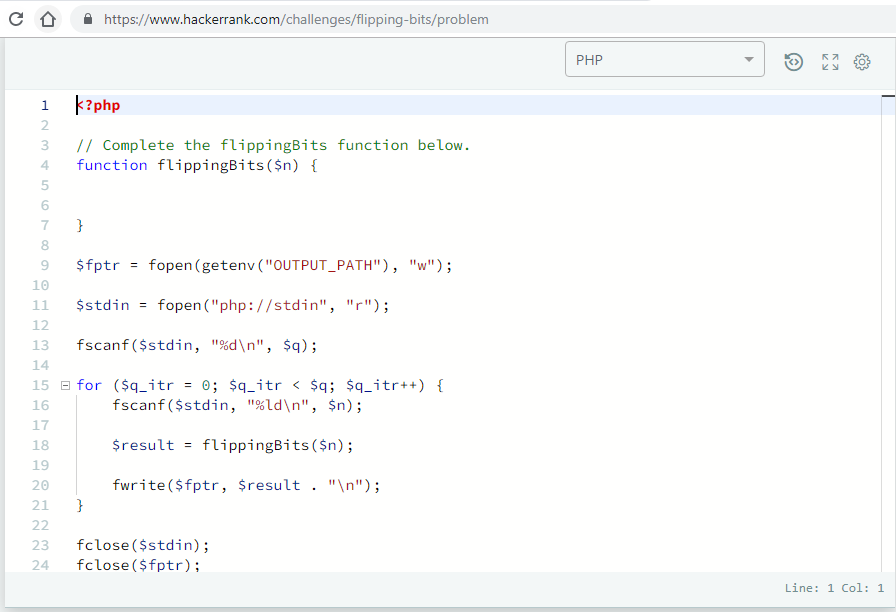 https://www.hackerrank.com/challenges/flipping-bits/problem
PHP
1 <?php
2
3 // Complete the flippingBits function below.
4 function flippingBits($n) {
5
6
7 }
8
9 $fptr = fopen(getenv("OUTPUT_PATH"), "w");
10
11 $stdin = fopen("php://stdin", "r");
12
13 fscanf($stdin, "%d\n", $q);
14
15 for ($q_itr = 0; $q_itr < $q; $q_itr++) {
16 fscanf($stdin, "%ld\n", $n);
17
18 $result = flippingBits($n);
19
20 fwrite($fptr, $result . "\n");
21 }
22
23 fclose($stdin);
24 fclose($fptr);
Line: 1 Col: 1